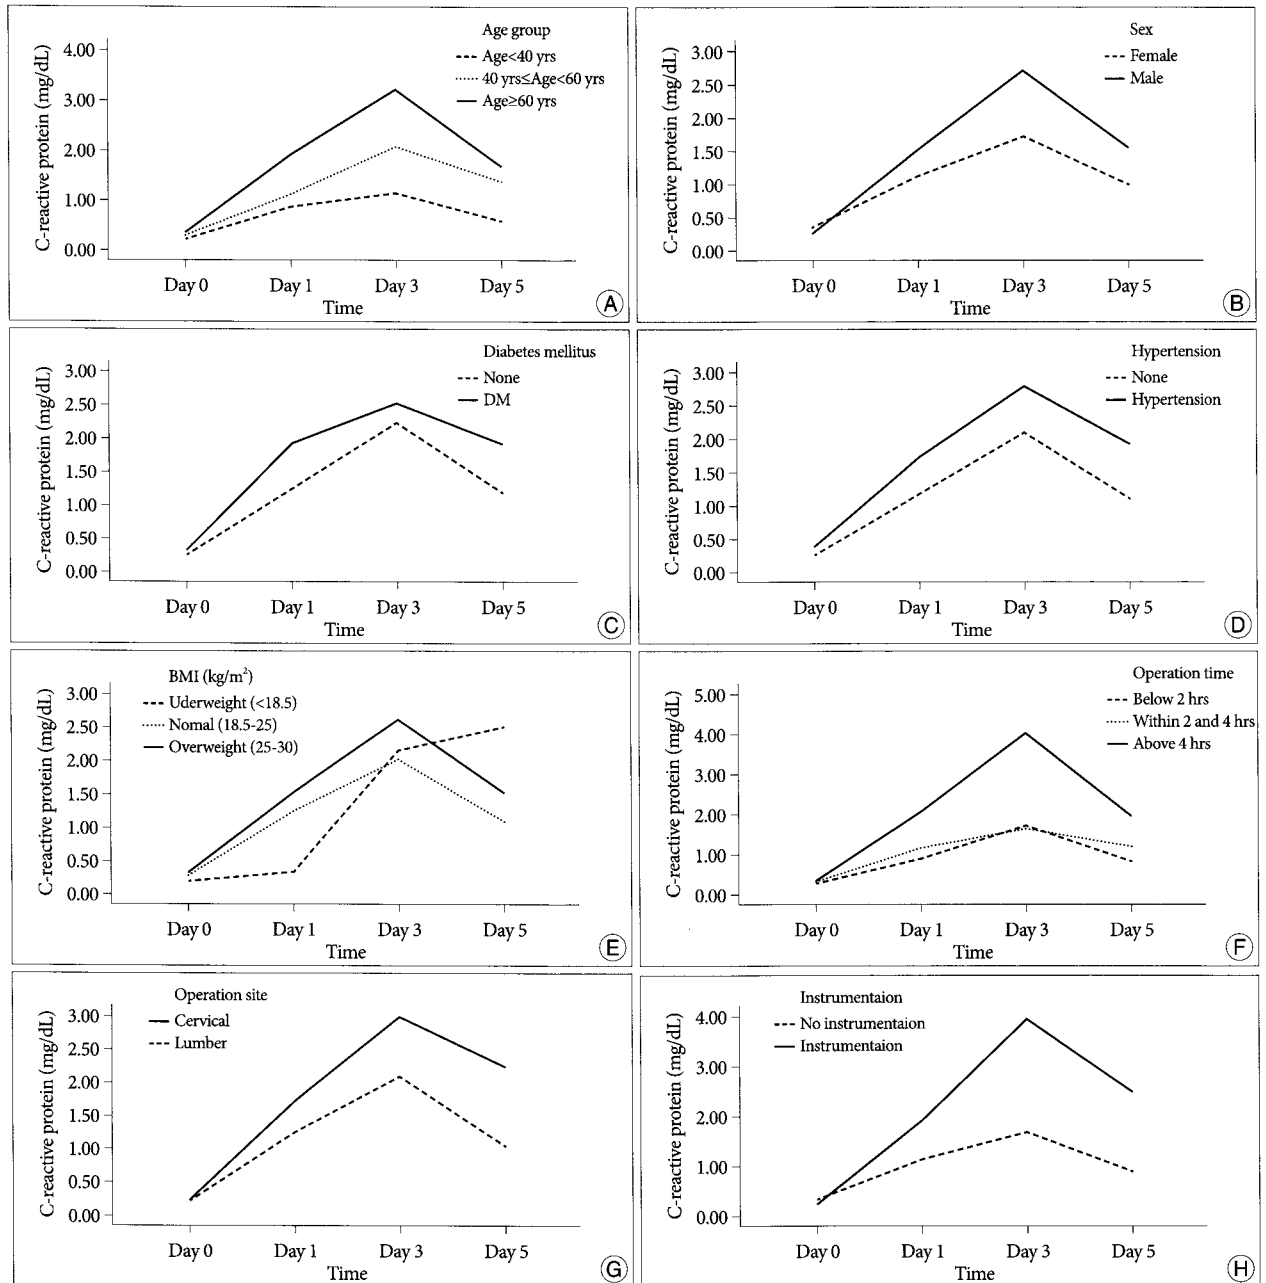 Age group
Age<40 yrs
40 yrs≤Age<60 yrs
Age≥60 yrs
C-reactive protein (mg/dL)
4.00
3.00
2.00
1.00
0.00
Day 0 Day 1 Day 3 Day 5
Time
A
Sex
Female
Male
C-reactive protein (mg/dL)
3.00
2.50
2.00
1.50
1.00
0.50
0.00
Day 0 Day 1 Day 3 Day 5
Time
B
Diabetes mellitus
None
DM
C-reactive protein (mg/dL)
3.00
2.50
2.00
1.50
1.00
0.50
0.00
Day 0 Day 1 Day 3 Day 5
Time
C
Hypertension
None
Hypertension
C-reactive protein (mg/dL)
3.00
2.50
2.00
1.50
1.00
0.50
0.00
Day 0 Day 1 Day 3 Day 5
Time
D
BMI (kg/m²)
Uderweight (<18.5)
Nomal (18.5-25)
Overweight (25-30)
C-reactive protein (mg/dL)
3.00
2.50
2.00
1.50
1.00
0.50
0.00
Day 0 Day 1 Day 3 Day 5
Time
E
Operation time
Below 2 hrs
Within 2 and 4 hrs
Above 4 hrs
C-reactive protein (mg/dL)
5.00
4.00
3.00
2.00
1.00
0.00
Day 0 Day 1 Day 3 Day 5
Time
F
Operation site
Cervical
Lumber
C-reactive protein (mg/dL)
3.00
2.50
2.00
1.50
1.00
0.50
0.00
Day 0 Day 1 Day 3 Day 5
Time
G
Instrumentaion
No instrumentaion
Instrumentaion
C-reactive protein (mg/dL)
4.00
3.00
2.00
1.00
0.00
Day 0 Day 1 Day 3 Day 5
Time
H